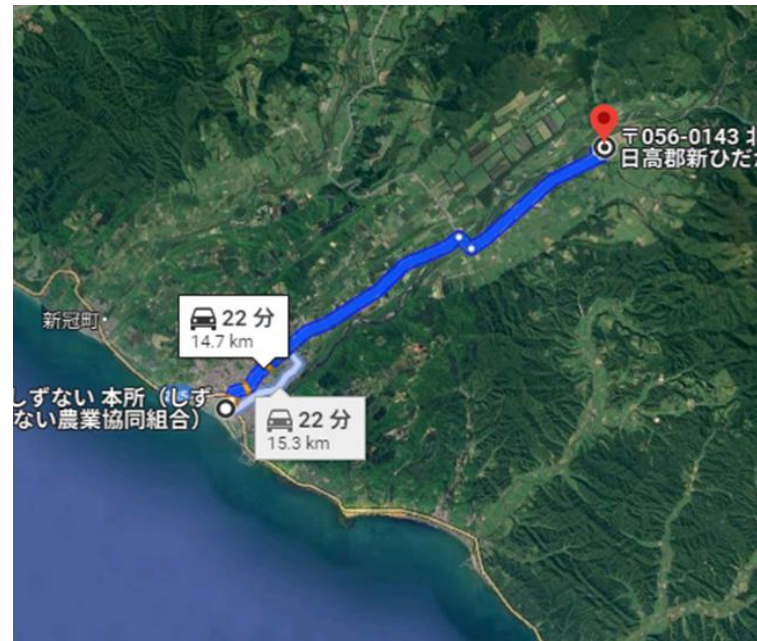 〒056-0143 北
日高郡新ひだか
22 分
14.7 km
新冠町
しずない 本所（しず
ない農業協同組合）
22 分
15.3 km